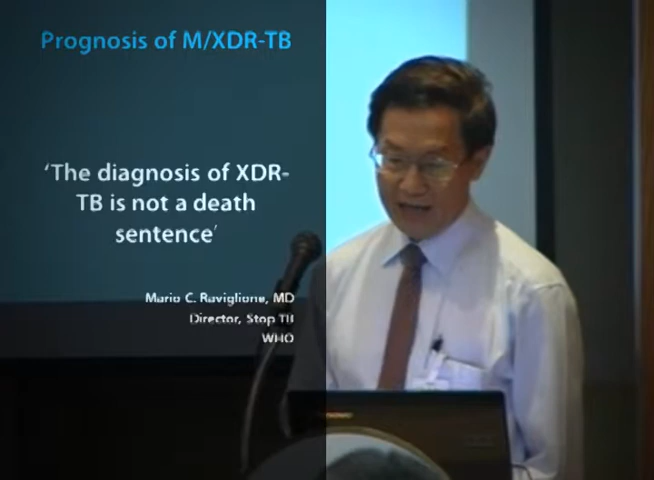 Prognosis of M/XDR-TB
‘The diagnosis of XDR-
TB is not a death
sentence’
Mario C. Raviglione, MD
Director, Stop TB
WHO